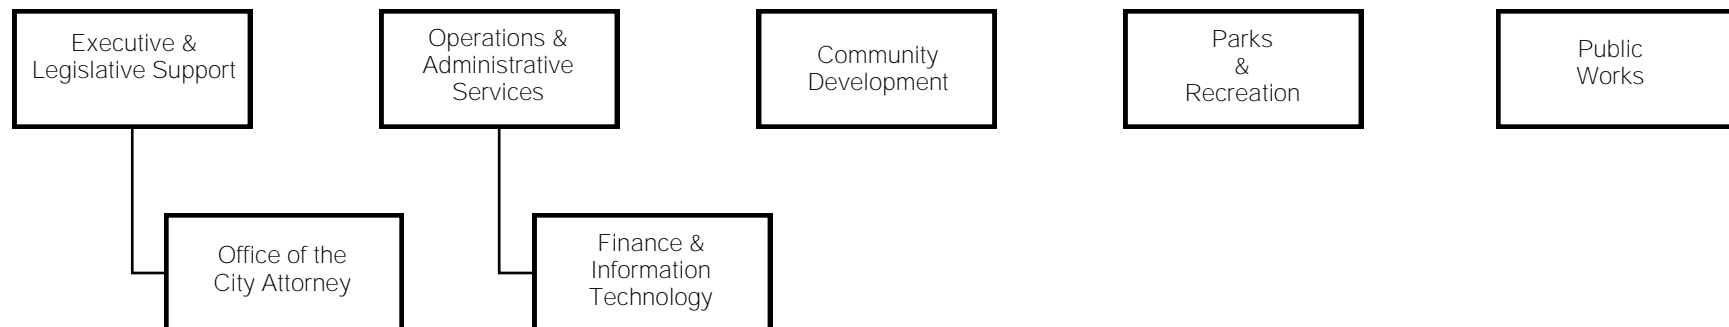 Executive &
Legislative Support
Operations &
Administrative
Services
Community
Development
Parks
&
Recreation
Public
Works
Office of the
City Attorney
Finance &
Information
Technology